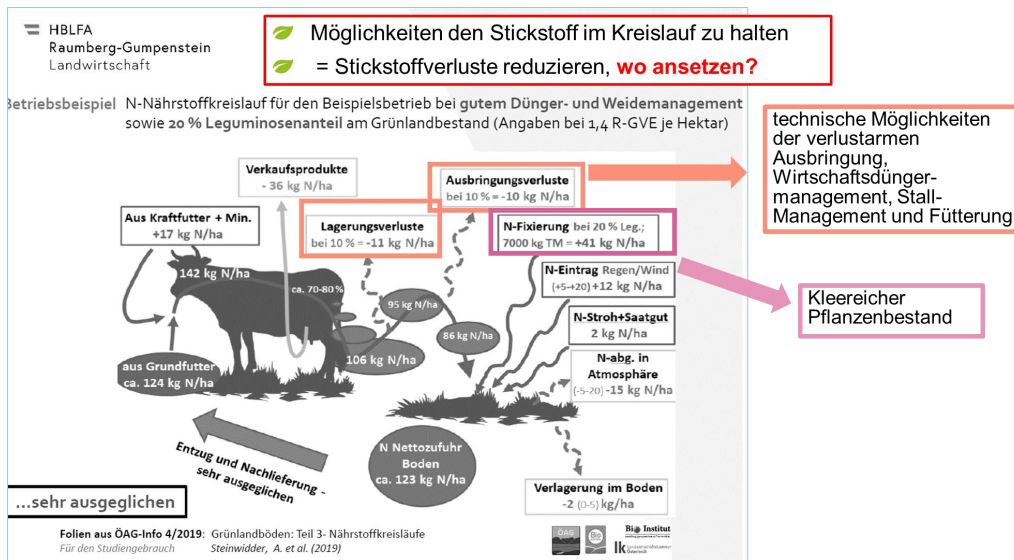 HBLFA
Raumberg-Gumpenstein
Landwirtschaft
Möglichkeiten den Stickstoff im Kreislauf zu halten
= Stickstoffverluste reduzieren, wo ansetzen?
Betriebsbeispiel N-Nährstoffkreislauf für den Beispielsbetrieb bei gutem Dünger- und Weidemanagement
sowie 20 % Leguminosenanteil am Grünlandbestand (Angaben bei 1,4 R-GVE je Hektar)
technische Möglichkeiten
der verlustarmen
Ausbringung,
Wirtschaftsdünger-
management, Stall-
Management und Fütterung
Verkaufsprodukte
- 36 kg N/ha
Ausbringungsverluste
bei 10 % = -10 kg N/ha
Aus Kraftfutter + Min.
+17 kg N/ha
Lagerungsverluste
bei 10 % = -11 kg N/ha
N-Fixierung bei 20 % Leg.;
7000 kg TM = +41 kg N/ha
142 kg N/ha
ca. 70-80 %
N-Eintrag Regen/Wind
(+5-+20) +12 kg N/ha
95 kg N/ha
Kleereicher
Pflanzenbestand
N-Stroh+Saatgut
2 kg N/ha
86 kg N/ha
106 kg N/ha
aus Grundfutter
ca. 124 kg N/ha
N-abg. in
Atmosphäre
(-5-20) -15 kg N/ha
Entzug und Nachlieferung -
sehr ausgeglichen
N Nettozufuhr
Boden
ca. 123 kg N/ha
Verlagerung im Boden
-2 (0-5) kg/ha
...sehr ausgeglichen
Folien aus ÖAG-Info 4/2019: Grünlandböden: Teil 3- Nährstoffkreisläufe
Für den Studiengebrauch Steinwidder, A. et al. (2019)
ÖAG
Bio
Bio Institut
lk Landwirtschaftskammer
Österreich